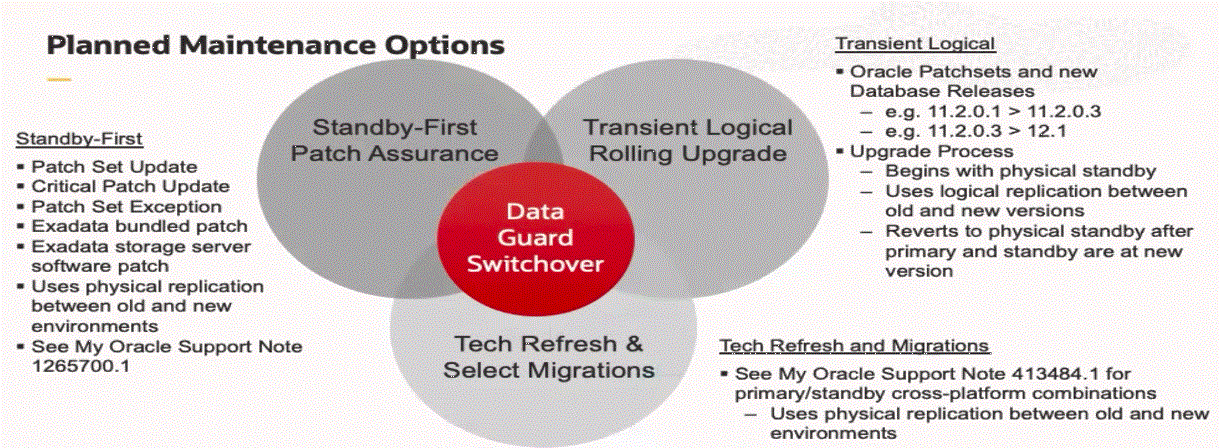 Planned Maintenance Options
Standby-First
▪ Patch Set Update
▪ Critical Patch Update
▪ Patch Set Exception
▪ Exadata bundled patch
▪ Exadata storage server
software patch
▪ Uses physical replication
between old and new
environments
▪ See My Oracle Support Note
1265700.1
Standby-First
Patch Assurance
Transient Logical
Rolling Upgrade
Data
Guard
Switchover
Tech Refresh &
Select Migrations
Transient Logical
▪ Oracle Patchsets and new
Database Releases
– e.g. 11.2.0.1 > 11.2.0.3
– e.g. 11.2.0.3 > 12.1
▪ Upgrade Process
– Begins with physical standby
– Uses logical replication between
old and new versions
– Reverts to physical standby after
primary and standby are at new
version
Tech Refresh and Migrations
▪ See My Oracle Support Note 413484.1 for
primary/standby cross-platform combinations
– Uses physical replication between old and new
environments